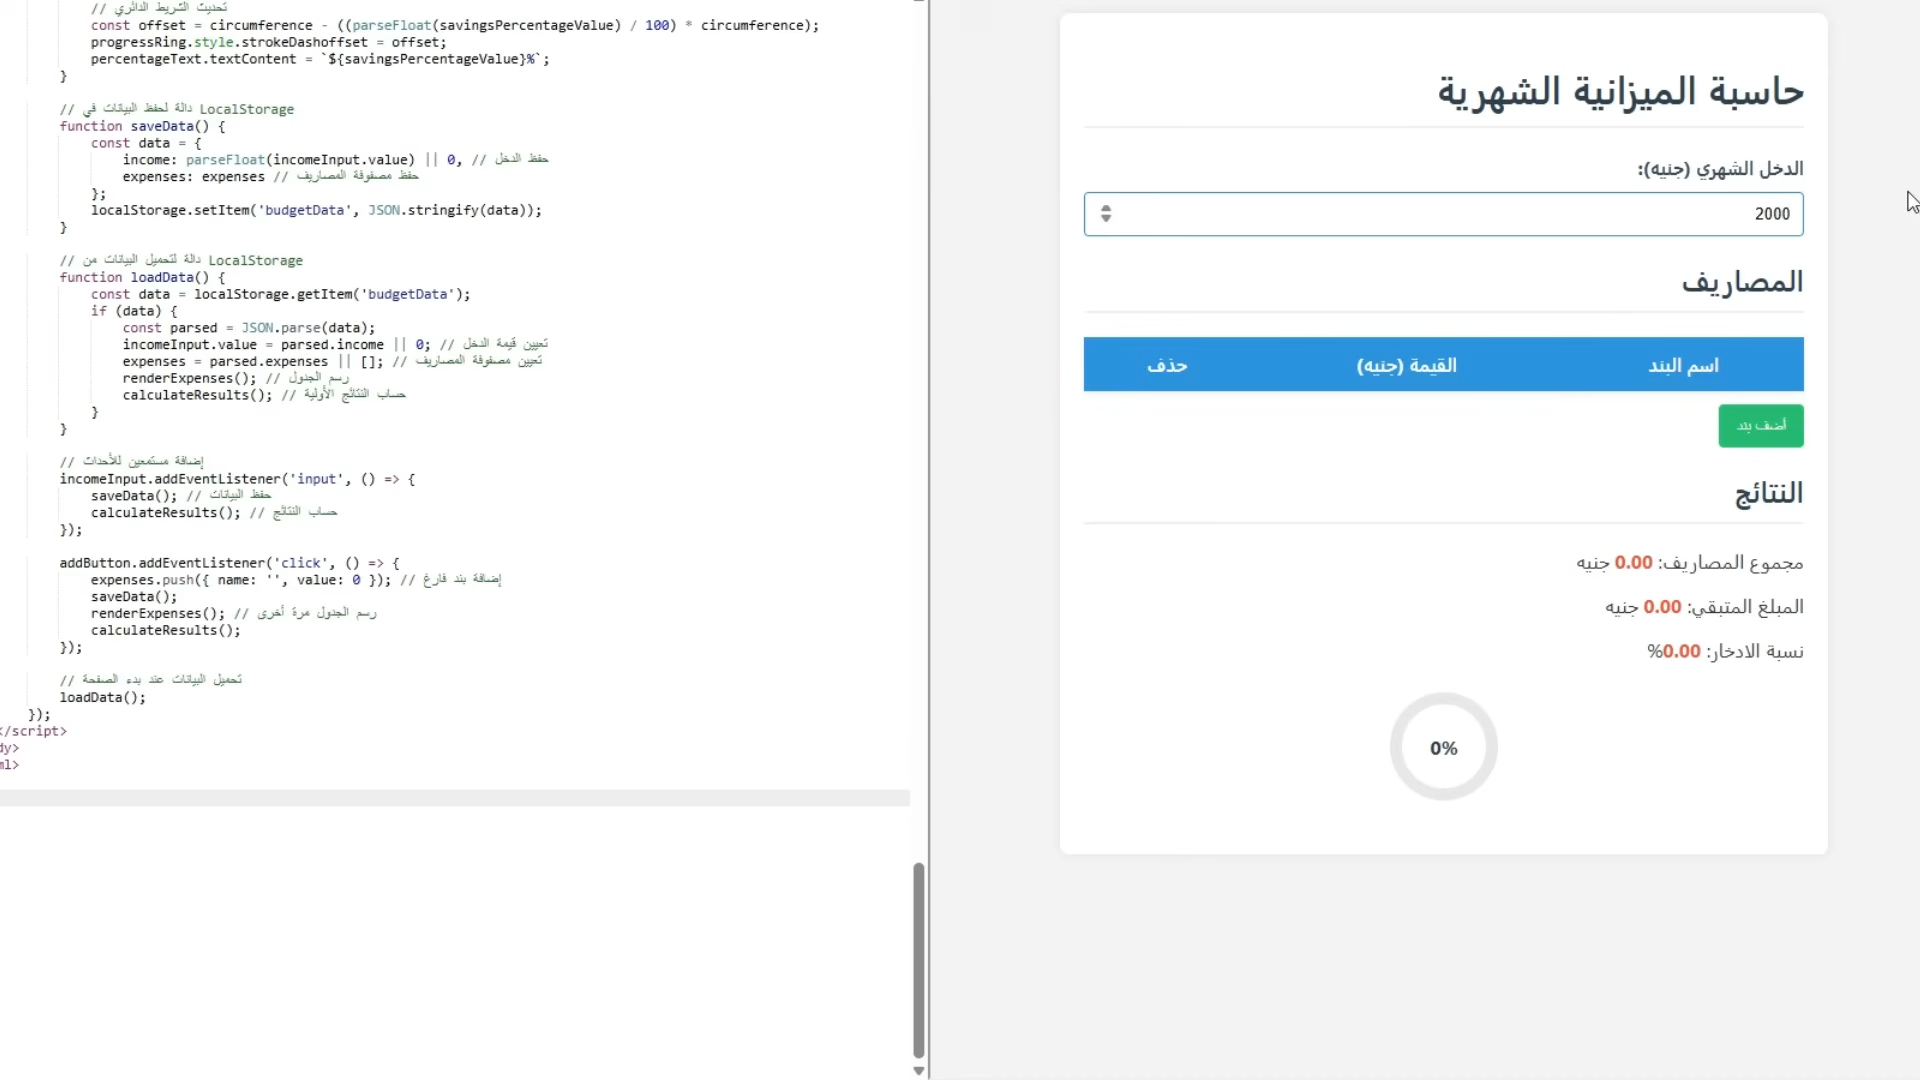 // تحديث الشريط الدائري
const offset = circumference - ((parseFloat(savingsPercentageValue) / 100) * circumference);
progressRing.style.strokeDashoffset = offset;
percentageText.textContent = `${savingsPercentageValue}%`;
}
// دالة لحفظ البيانات في LocalStorage
function saveData() {
const data = {
income: parseFloat(incomeInput.value) || 0, // حفظ الدخل
expenses: expenses // حفظ مصفوفة المصاريف
};
localStorage.setItem('budgetData', JSON.stringify(data));
}
// دالة لتحميل البيانات من LocalStorage
function loadData() {
const data = localStorage.getItem('budgetData');
if (data) {
const parsed = JSON.parse(data);
incomeInput.value = parsed.income || 0; // تعيين قيمة الدخل
expenses = parsed.expenses || []; // تعيين مصفوفة المصاريف
renderExpenses(); // رسم الجدول
calculateResults(); // حساب النتائج الأولية
}
}
// إضافة مستمعين للأحداث
incomeInput.addEventListener('input', () => {
saveData(); // حفظ البيانات
calculateResults(); // حساب النتائج
});
addButton.addEventListener('click', () => {
expenses.push({ name: '', value: 0 }); // إضافة بند فارغ
saveData();
renderExpenses(); // رسم الجدول مرة أخرى
calculateResults();
});
// تحميل البيانات عند بدء الصفحة
loadData();
});
</script>
dy>
ml>
حاسبة الميزانية الشهرية
الدخل الشهري (جنيه):
2000
المصاريف
اسم البند القيمة (جنيه) حذف
أضف بند
النتائج
مجموع المصاريف: 0.00 جنيه
المبلغ المتبقي: 0.00 جنيه
نسبة الادخار: 0.00%
0%